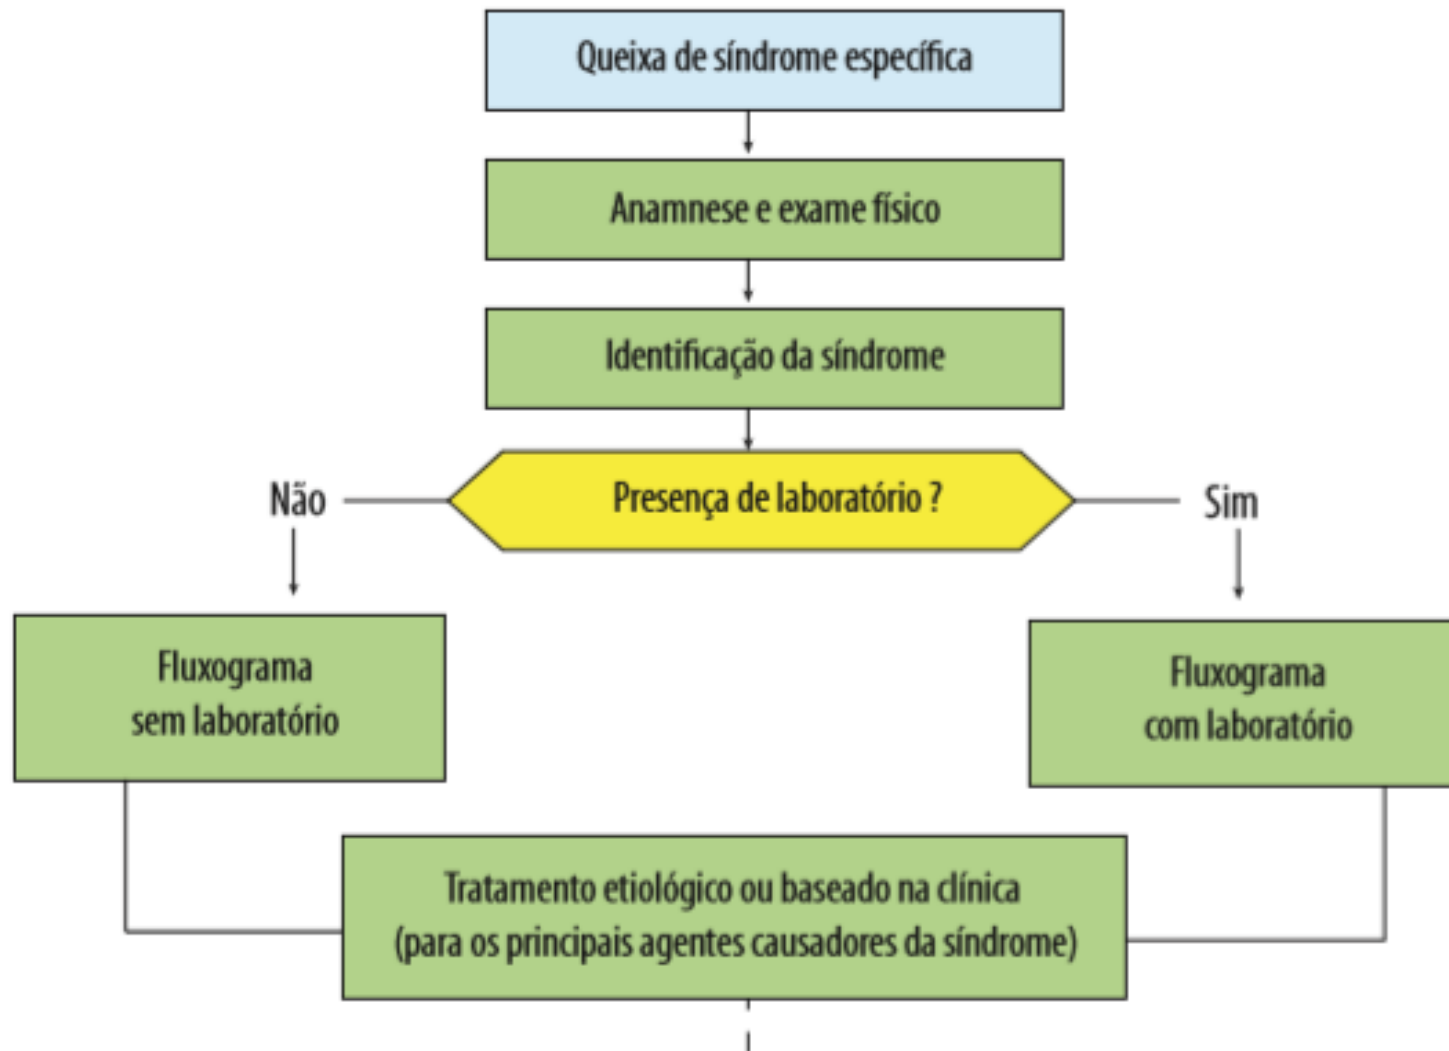 Queixa de síndrome específica
Anamnese e exame físico
Identificação da síndrome
Não
Presença de laboratório ?
Sim
Fluxograma
sem laboratório
Fluxograma
com laboratório
Tratamento etiológico ou baseado na clínica
(para os principais agentes causadores da síndrome)